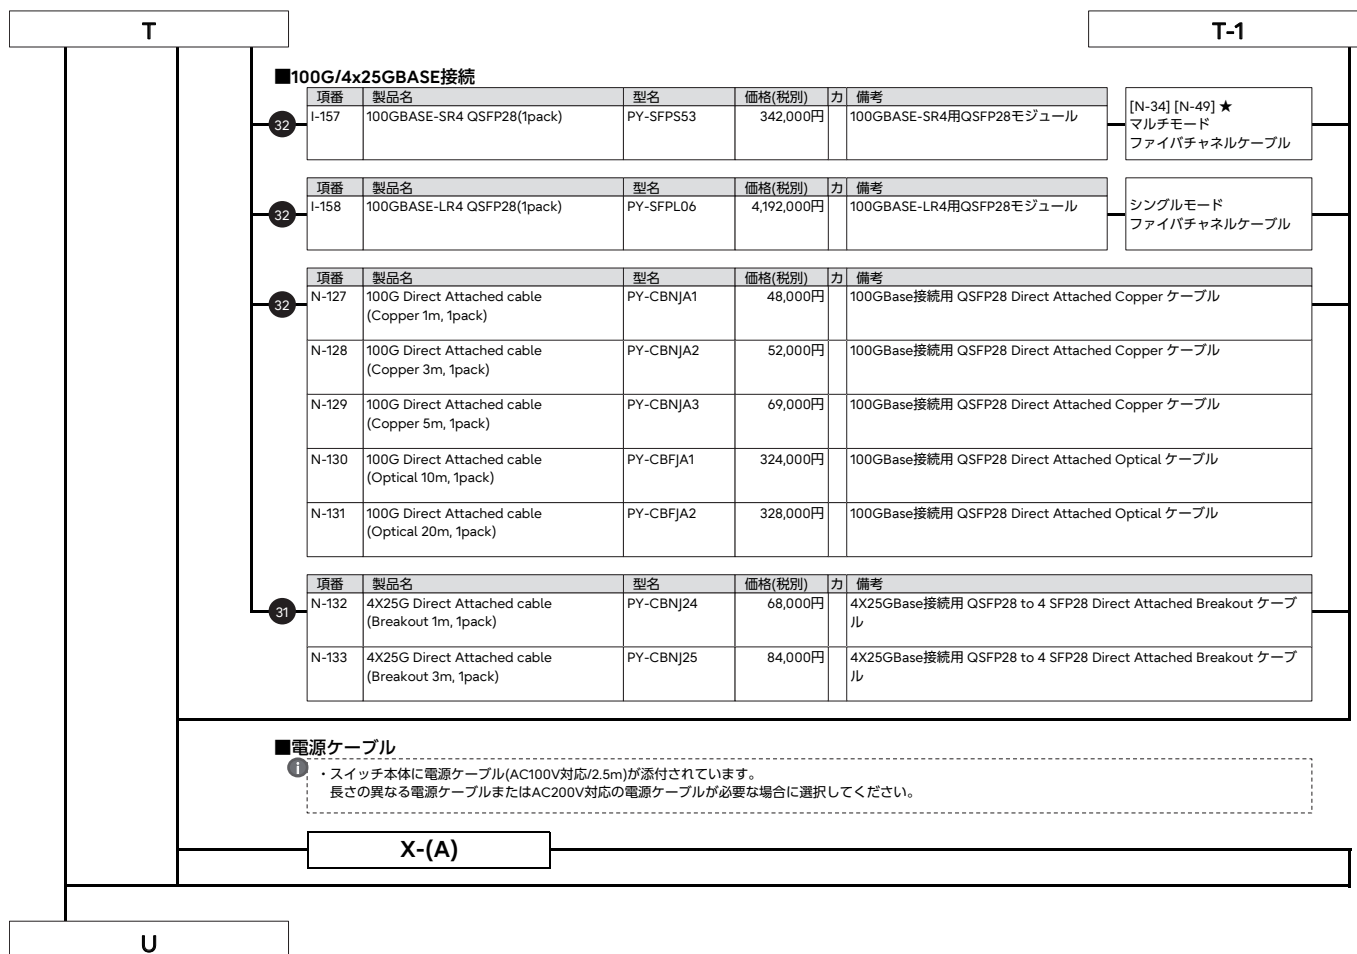 T
T-1
■100G/4x25GBASE接続
項番 製品名 型名 価格(税別) カ 備考
32 I-157 100GBASE-SR4 QSFP28(1pack) PY-SFPS53 342,000円 100GBASE-SR4用QSFP28モジュール
[N-34] [N-49] ★
マルチモード
ファイバチャネルケーブル
項番 製品名 型名 価格(税別) カ 備考
32 I-158 100GBASE-LR4 QSFP28(1pack) PY-SFPL06 4,192,000円 100GBASE-LR4用QSFP28モジュール
シングルモード
ファイバチャネルケーブル
項番 製品名 型名 価格(税別) カ 備考
32 N-127 100G Direct Attached cable PY-CBNJA1 48,000円 100GBase接続用 QSFP28 Direct Attached Copper ケーブル
(Copper 1m, 1pack)
N-128 100G Direct Attached cable PY-CBNJA2 52,000円 100GBase接続用 QSFP28 Direct Attached Copper ケーブル
(Copper 3m, 1pack)
N-129 100G Direct Attached cable PY-CBNJA3 69,000円 100GBase接続用 QSFP28 Direct Attached Copper ケーブル
(Copper 5m, 1pack)
N-130 100G Direct Attached cable PY-CBFJA1 324,000円 100GBase接続用 QSFP28 Direct Attached Optical ケーブル
(Optical 10m, 1pack)
N-131 100G Direct Attached cable PY-CBFJA2 328,000円 100GBase接続用 QSFP28 Direct Attached Optical ケーブル
(Optical 20m, 1pack)
項番 製品名 型名 価格(税別) カ 備考
31 N-132 4X25G Direct Attached cable PY-CBNJ24 68,000円 4X25GBase接続用 QSFP28 to 4 SFP28 Direct Attached Breakout ケーブ
(Breakout 1m, 1pack) ル
N-133 4X25G Direct Attached cable PY-CBNJ25 84,000円 4X25GBase接続用 QSFP28 to 4 SFP28 Direct Attached Breakout ケーブ
(Breakout 3m, 1pack) ル
■電源ケーブル
i ・スイッチ本体に電源ケーブル(AC100V対応/2.5m)が添付されています。
長さの異なる電源ケーブルまたはAC200V対応の電源ケーブルが必要な場合に選択してください。
X-(A)
U